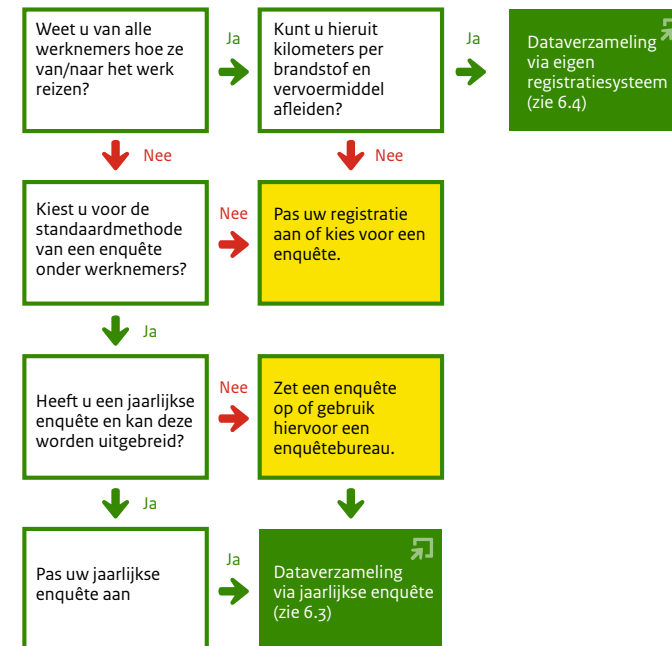 Weet u van alle
werknemers hoe ze
van/naar het werk
reizen?
Ja
Kunt u hieruit
kilometers per
brandstof en
vervoermiddel
afleiden?
Ja
Dataverzameling
via eigen
registratiesysteem
(zie 6.4)
Nee
Nee
Kiest u voor de
standaardmethode
van een enquête
onder werknemers?
Nee
Pas uw registratie
aan of kies voor een
enquête.
Ja
Heeft u een jaarlijkse
enquête en kan deze
worden uitgebreid?
Nee
Zet een enquête
op of gebruik
hiervoor een
enquêtebureau.
Ja
Pas uw jaarlijkse
enquête aan
Ja
Dataverzameling
via jaarlijkse enquête
(zie 6.3)